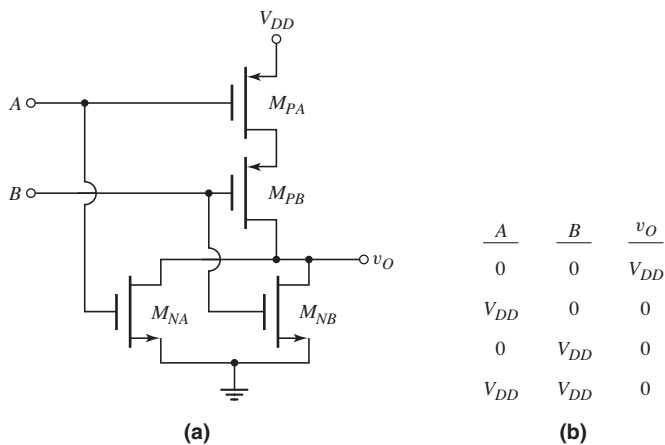 V_DD
A
M_PA
B
M_PB
v_O
M_NA
M_NB
A B v_O
0 0 V_DD
V_DD 0 0
0 V_DD 0
V_DD V_DD 0
(a) (b)